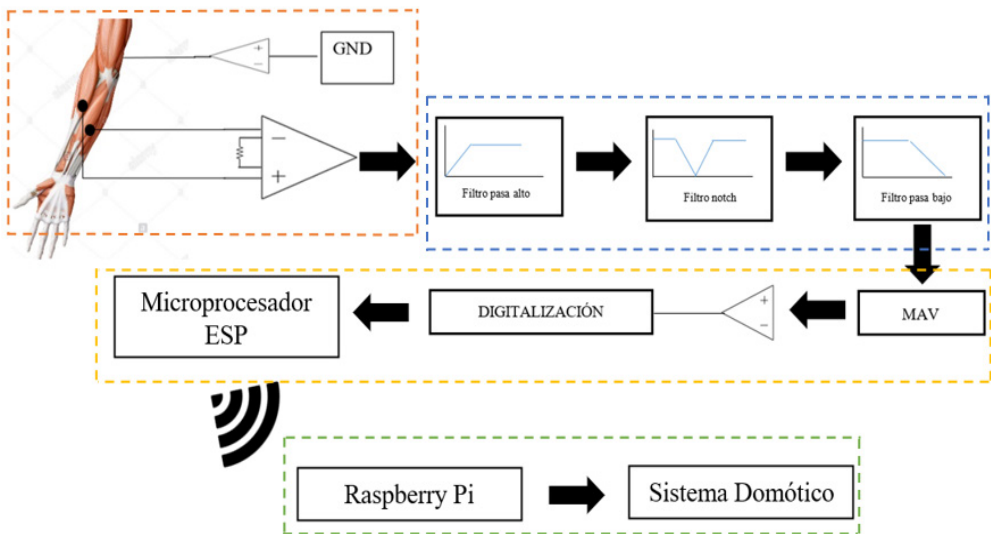 GND
Filtro pasa alto
Filtro notch
Filtro pasa bajo
Microprocesador
ESP
DIGITALIZACIÓN
MAV
Raspberry Pi
Sistema Domótico